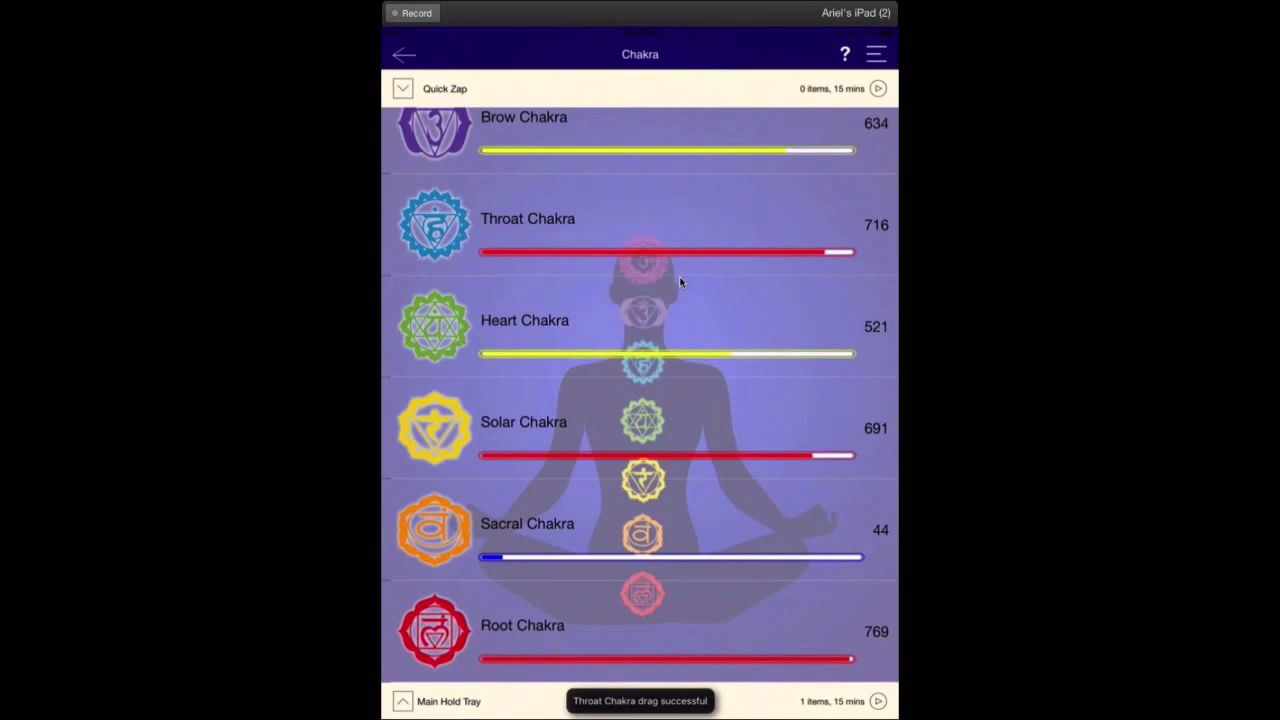 Record
Ariel's iPad (2)
Chakra
?
Quick Zap
0 items, 15 mins
Brow Chakra
634
Throat Chakra
716
Heart Chakra
521
Solar Chakra
691
Sacral Chakra
44
Root Chakra
769
Main Hold Tray
Throat Chakra drag successful
1 items, 15 mins